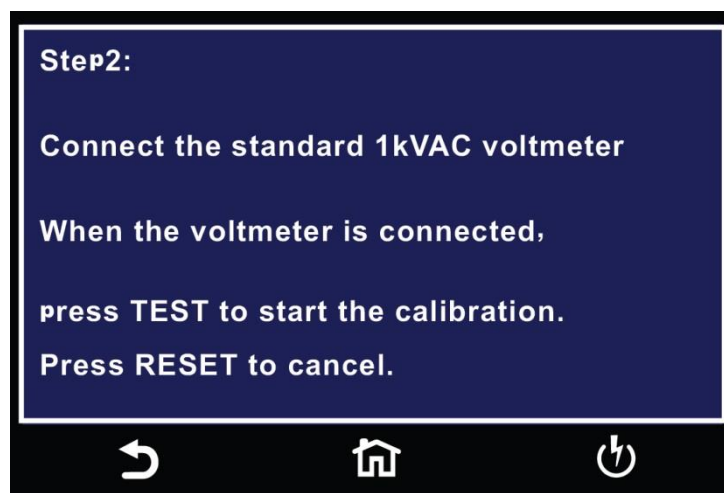 Step2:
Connect the standard 1kVAC voltmeter
When the voltmeter is connected,
press TEST to start the calibration.
Press RESET to cancel.